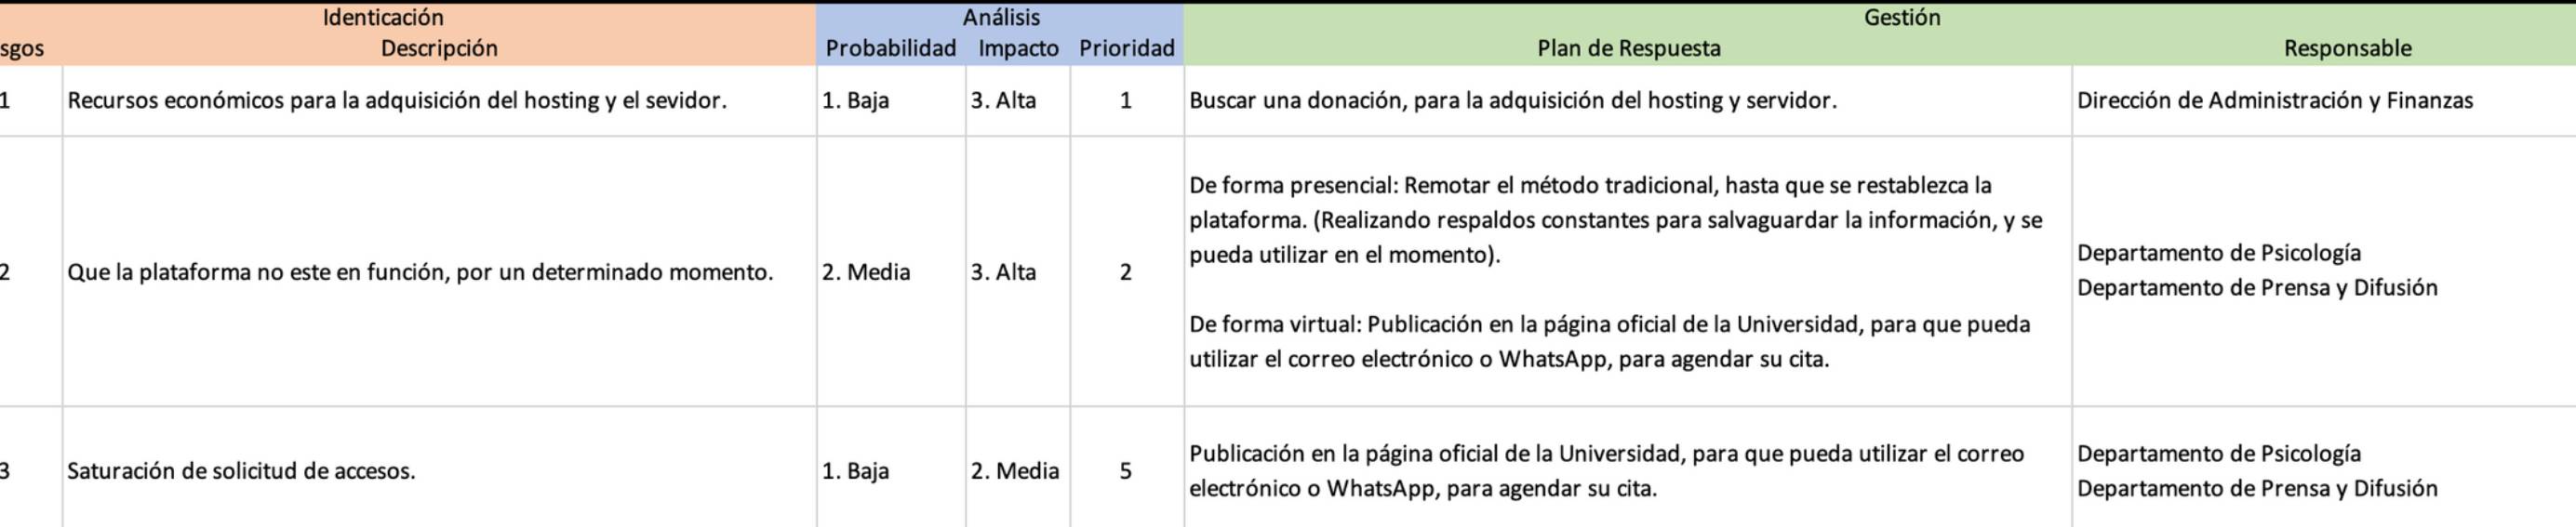 Identicación Análisis Gestión
sgos Descripción Probabilidad Impacto Prioridad Plan de Respuesta Responsable
1 Recursos económicos para la adquisición del hosting y el sevidor. 1. Baja 3. Alta 1 Buscar una donación, para la adquisición del hosting y servidor. Dirección de Administración y Finanzas
2 Que la plataforma no este en función, por un determinado momento. 2. Media 3. Alta 2
De forma presencial: Remotar el método tradicional, hasta que se restablezca la
plataforma. (Realizando respaldos constantes para salvaguardar la información, y se
pueda utilizar en el momento).
De forma virtual: Publicación en la página oficial de la Universidad, para que pueda
utilizar el correo electrónico o WhatsApp, para agendar su cita.
Departamento de Psicología
Departamento de Prensa y Difusión
3 Saturación de solicitud de accesos. 1. Baja 2. Media 5
Publicación en la página oficial de la Universidad, para que pueda utilizar el correo
electrónico o WhatsApp, para agendar su cita.
Departamento de Psicología
Departamento de Prensa y Difusión